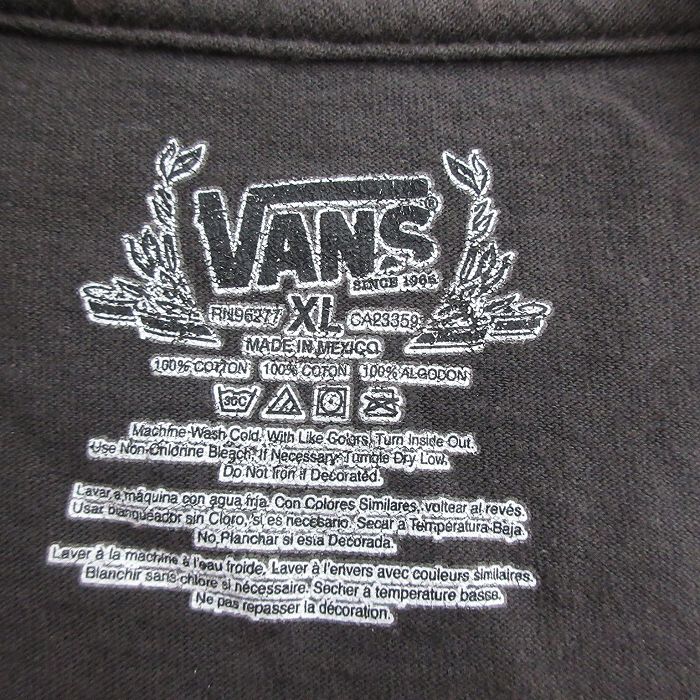 VANS®
SINCE 1966
RN96277 XL CA23359
MADE IN MEXICO
100% COTTON 100% COTON 100% ALGODON
30C
Machine Wash Cold, With Like Colors, Turn Inside Out.
Use Non-Chlorine Bleach, If Necessary. Tumble Dry Low.
Do Not Iron if Decorated.
Lavar a máquina con agua fría. Con Colores Similares, voltear al revés.
Usar blanqueador sin Cloro, si es necesario. Secar a Temperatura Baja.
No Planchar si esta Decorada.
Laver à la machine à l'eau froide. Laver à l'envers avec couleurs similaires.
Blanchir sans chlore si nécessaire. Sécher à temperature basse.
Ne pas repasser la décoration.